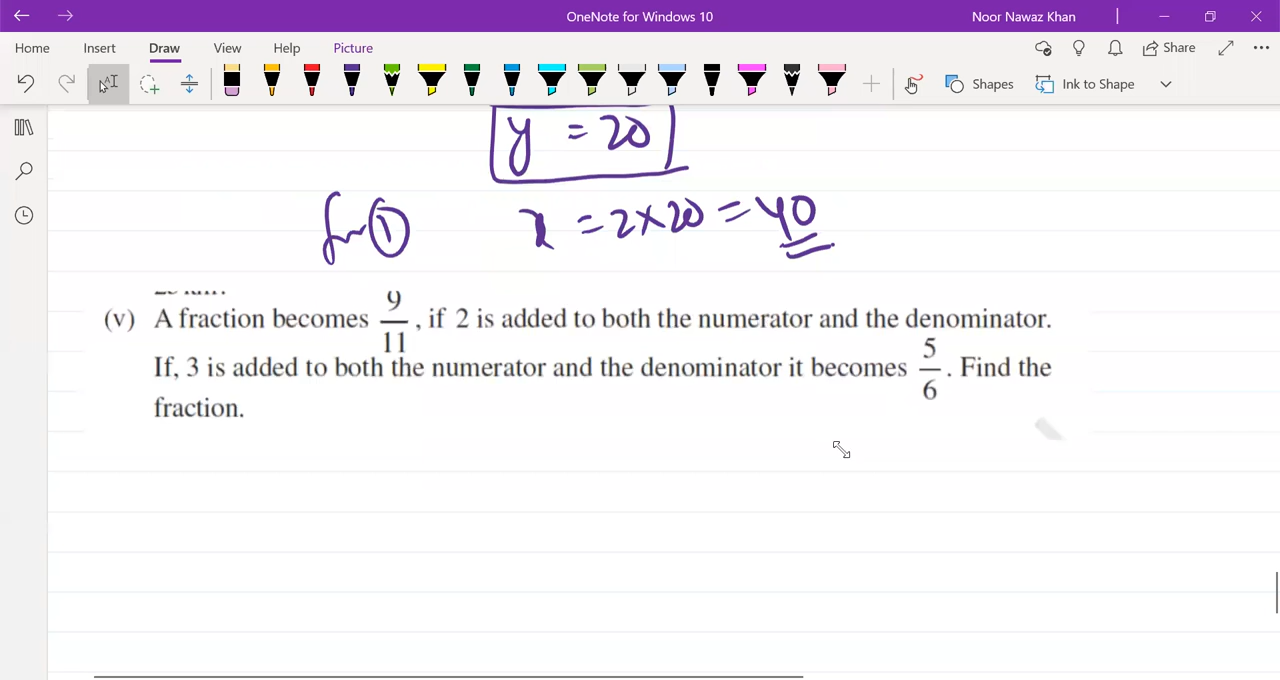 OneNote for Windows 10
Noor Nawaz Khan
Home Insert Draw View Help Picture
Share
Shapes
Ink to Shape
y = 20
from ① x = 2 × 20 = 40
(v) A fraction becomes 9/11, if 2 is added to both the numerator and the denominator.
If, 3 is added to both the numerator and the denominator it becomes 5/6. Find the
fraction.